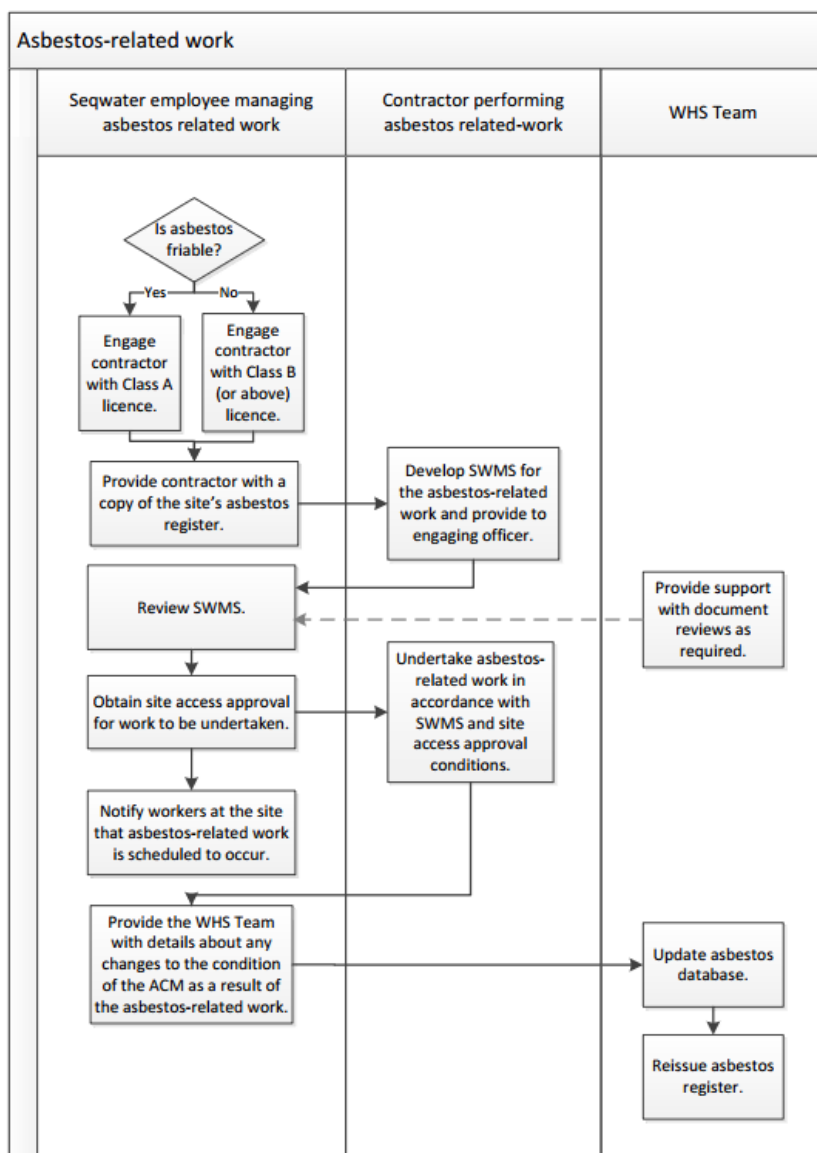 Asbestos-related work
Seqwater employee managing
asbestos related work
Contractor performing
asbestos related-work
WHS Team
Is asbestos
friable?
Yes
No
Engage
contractor
with Class A
licence.
Engage
contractor
with Class B
(or above)
licence.
Provide contractor with a
copy of the site's asbestos
register.
Develop SWMS for
the asbestos-related
work and provide to
engaging officer.
Review SWMS.
Provide support
with document
reviews as
required.
Obtain site access approval
for work to be undertaken.
Undertake asbestos-
related work in
accordance with
SWMS and site
access approval
conditions.
Notify workers at the site
that asbestos-related work
is scheduled to occur.
Provide the WHS Team
with details about any
changes to the condition
of the ACM as a result of
the asbestos-related work.
Update asbestos
database.
Reissue asbestos
register.